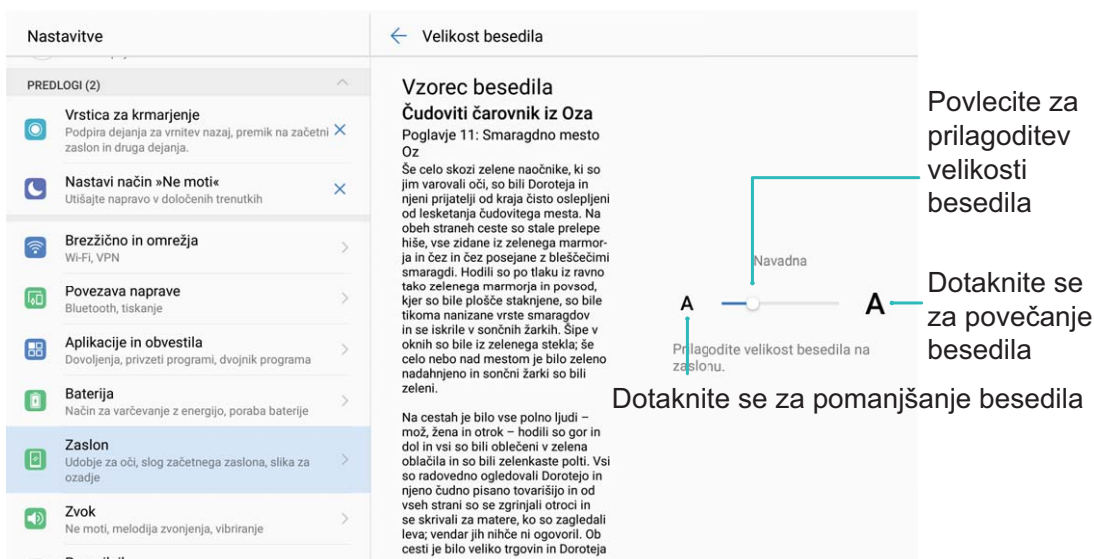 Nastavitve
PREDLOGI (2)
Vrstica za krmarjenje
Podpira dejanja za vrnitev nazaj, premik na začetni
zaslon in druga dejanja.
Nastavi način »Ne moti«
Utišajte napravo v določenih trenutkih
Brezžično in omrežja
Wi-Fi, VPN
Povezava naprave
Bluetooth, tiskanje
Aplikacije in obvestila
Dovoljenja, privzeti programi, dvojnik programa
Baterija
Način za varčevanje z energijo, poraba baterije
Zaslon
Udobje za oči, slog začetnega zaslona, slika za
ozadje
Zvok
Ne moti, melodija zvonjenja, vibriranje
Velikost besedila
Vzorec besedila
Čudoviti čarovnik iz Oza
Poglavje 11: Smaragdno mesto
Oz
Še celo skozi zelene naočnike, ki so
jim varovali oči, so bili Doroteja in
njeni prijatelji od kraja čisto oslepljeni
od lesketanja čudovitega mesta. Na
obeh straneh ceste so stale prelepe
hiše, vse zidane iz zelenega marmor-
ja in čez in čez posejane z bleščečimi
smaragdi. Hodili so po tlaku iz ravno
tako zelenega marmorja in povsod,
kjer so bile plošče staknjene, so bile
tikoma nanizane vrste smaragdov
in se iskrile v sončnih žarkih. Šipe v
oknih so bile iz zelenega stekla; še
celo nebo nad mestom je bilo zeleno
nadahnjeno in sončni žarki so bili
zeleni.
Na cestah je bilo vse polno ljudi –
mož, žena in otrok – hodili so gor in
dol in vsi so bili oblečeni v zelena
oblačila in so bili zelenkaste polti. Vsi
so radovedno ogledovali Dorotejo in
njeno čudno pisano tovarišijo in od
vseh strani so se zgrinjali otroci in
se skrivali za matere, ko so zagledali
leva; vendar jih nihče ni ogovoril. Ob
cesti je bilo veliko trgovin in Doroteja
Navadna
A
A
Prilagodite velikost besedila na
zaslonu.
Povlecite za
prilagoditev
velikosti
besedila
Dotaknite se
za povečanje
besedila
Dotaknite se za pomanjšanje besedila